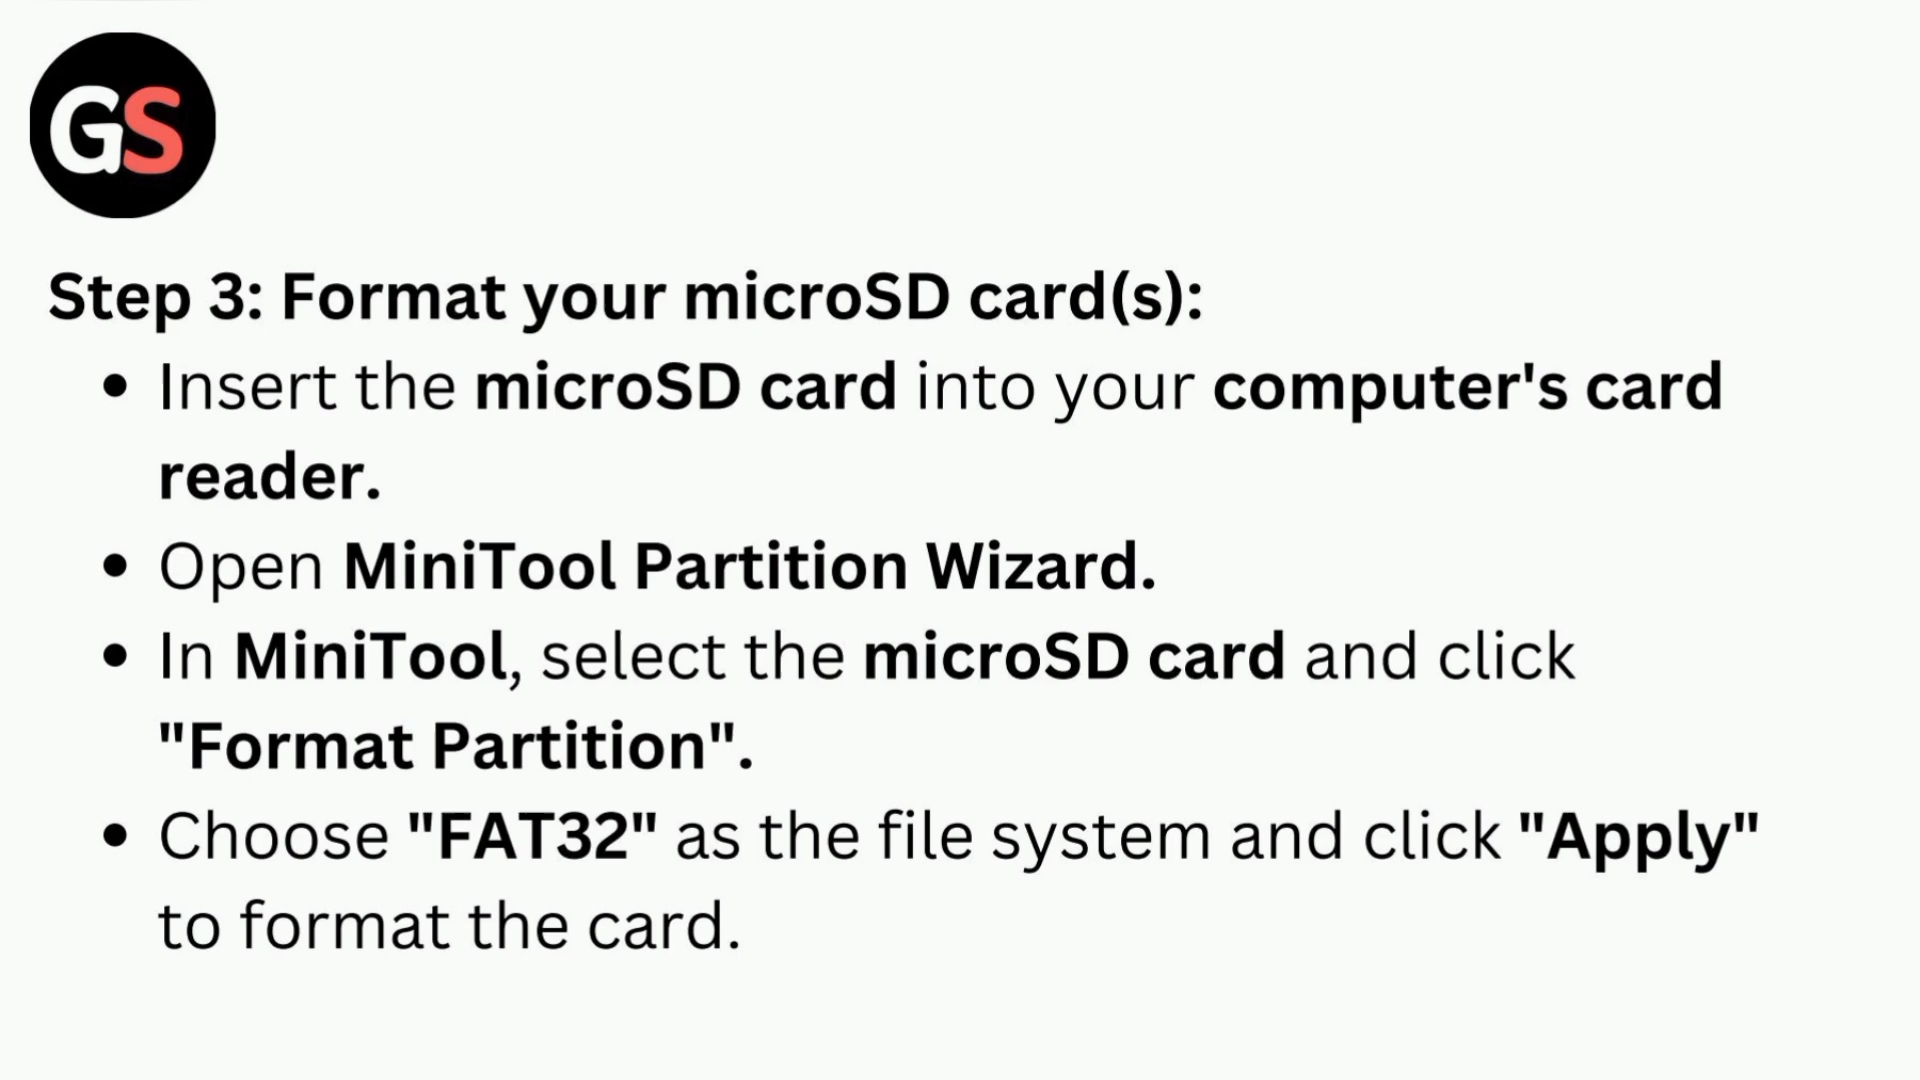 GS
Step 3: Format your microSD card(s):
• Insert the microSD card into your computer's card
reader.
• Open MiniTool Partition Wizard.
• In MiniTool, select the microSD card and click
"Format Partition".
• Choose "FAT32" as the file system and click "Apply"
to format the card.